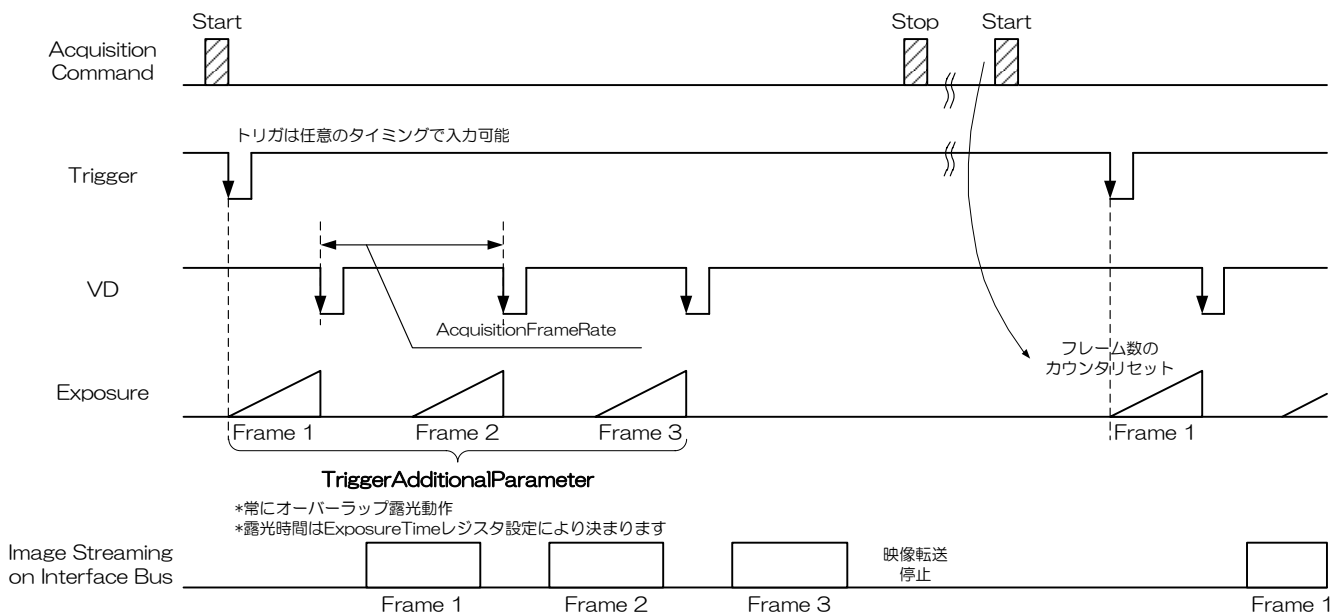 Start
Stop
Start
Acquisition
Command
トリガは任意のタイミングで入力可能
Trigger
VD
AcquisitionFrameRate
フレーム数の
カウンタリセット
Exposure
Frame 1
Frame 2
Frame 3
Frame 1
TriggerAdditionalParameter
*常にオーバーラップ露光動作
*露光時間はExposureTimeレジスタ設定により決まります
Image Streaming
on Interface Bus
映像転送
停止
Frame 1
Frame 2
Frame 3
Frame 1